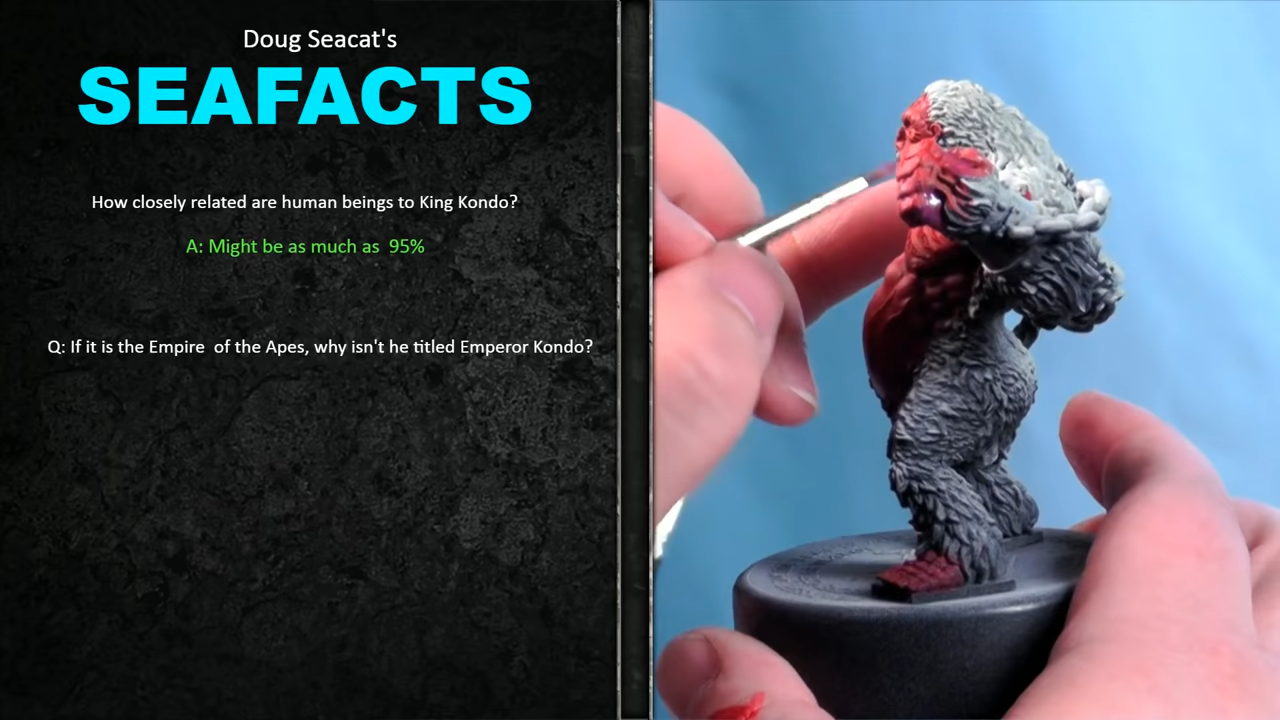 Doug Seacat's
SEAFACTS
How closely related are human beings to King Kondo?
A: Might be as much as 95%
Q: If it is the Empire of the Apes, why isn't he titled Emperor Kondo?